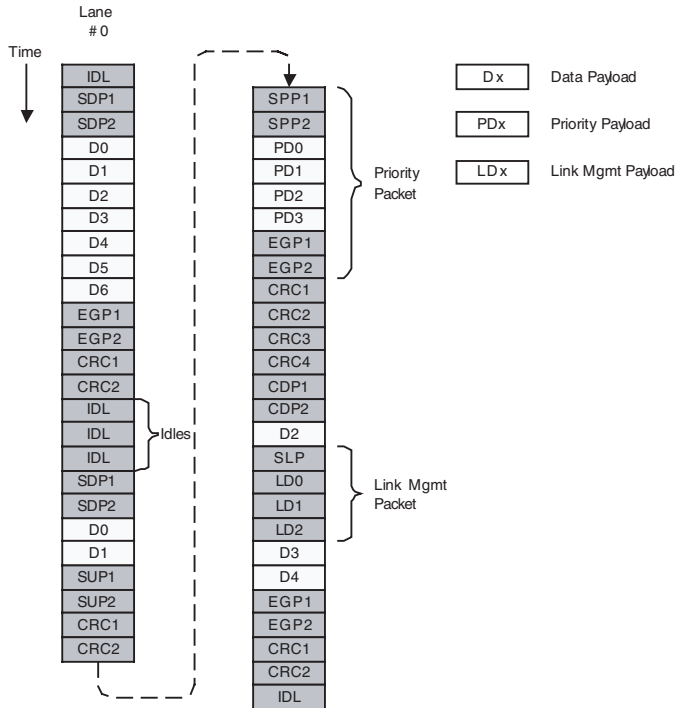 Lane
# 0
Time
IDL
SDP1
SDP2
D0
D1
D2
D3
D4
D5
D6
EGP1
EGP2
CRC1
CRC2
IDL
IDL
IDL
Idles
SDP1
SDP2
D0
D1
SUP1
SUP2
CRC1
CRC2
SPP1
SPP2
PD0
PD1
PD2
PD3
EGP1
EGP2
Priority
Packet
CRC1
CRC2
CRC3
CRC4
CDP1
CDP2
D2
SLP
LD0
LD1
LD2
Link Mgmt
Packet
D3
D4
EGP1
EGP2
CRC1
CRC2
IDL
Dx Data Payload
PDx Priority Payload
LDx Link Mgmt Payload